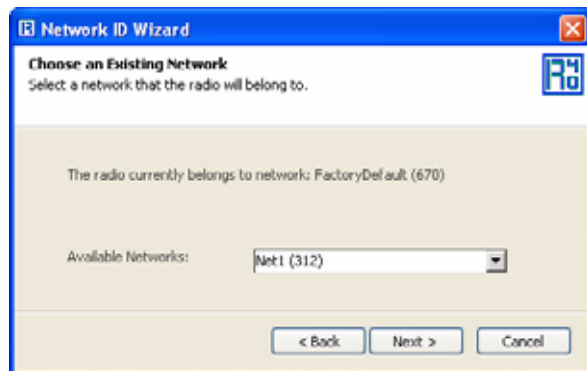 Network ID Wizard
Choose an Existing Network
Select a network that the radio will belong to.
The radio currently belongs to network: FactoryDefault (670)
Available Networks:
Net1 (312)
< Back
Next >
Cancel